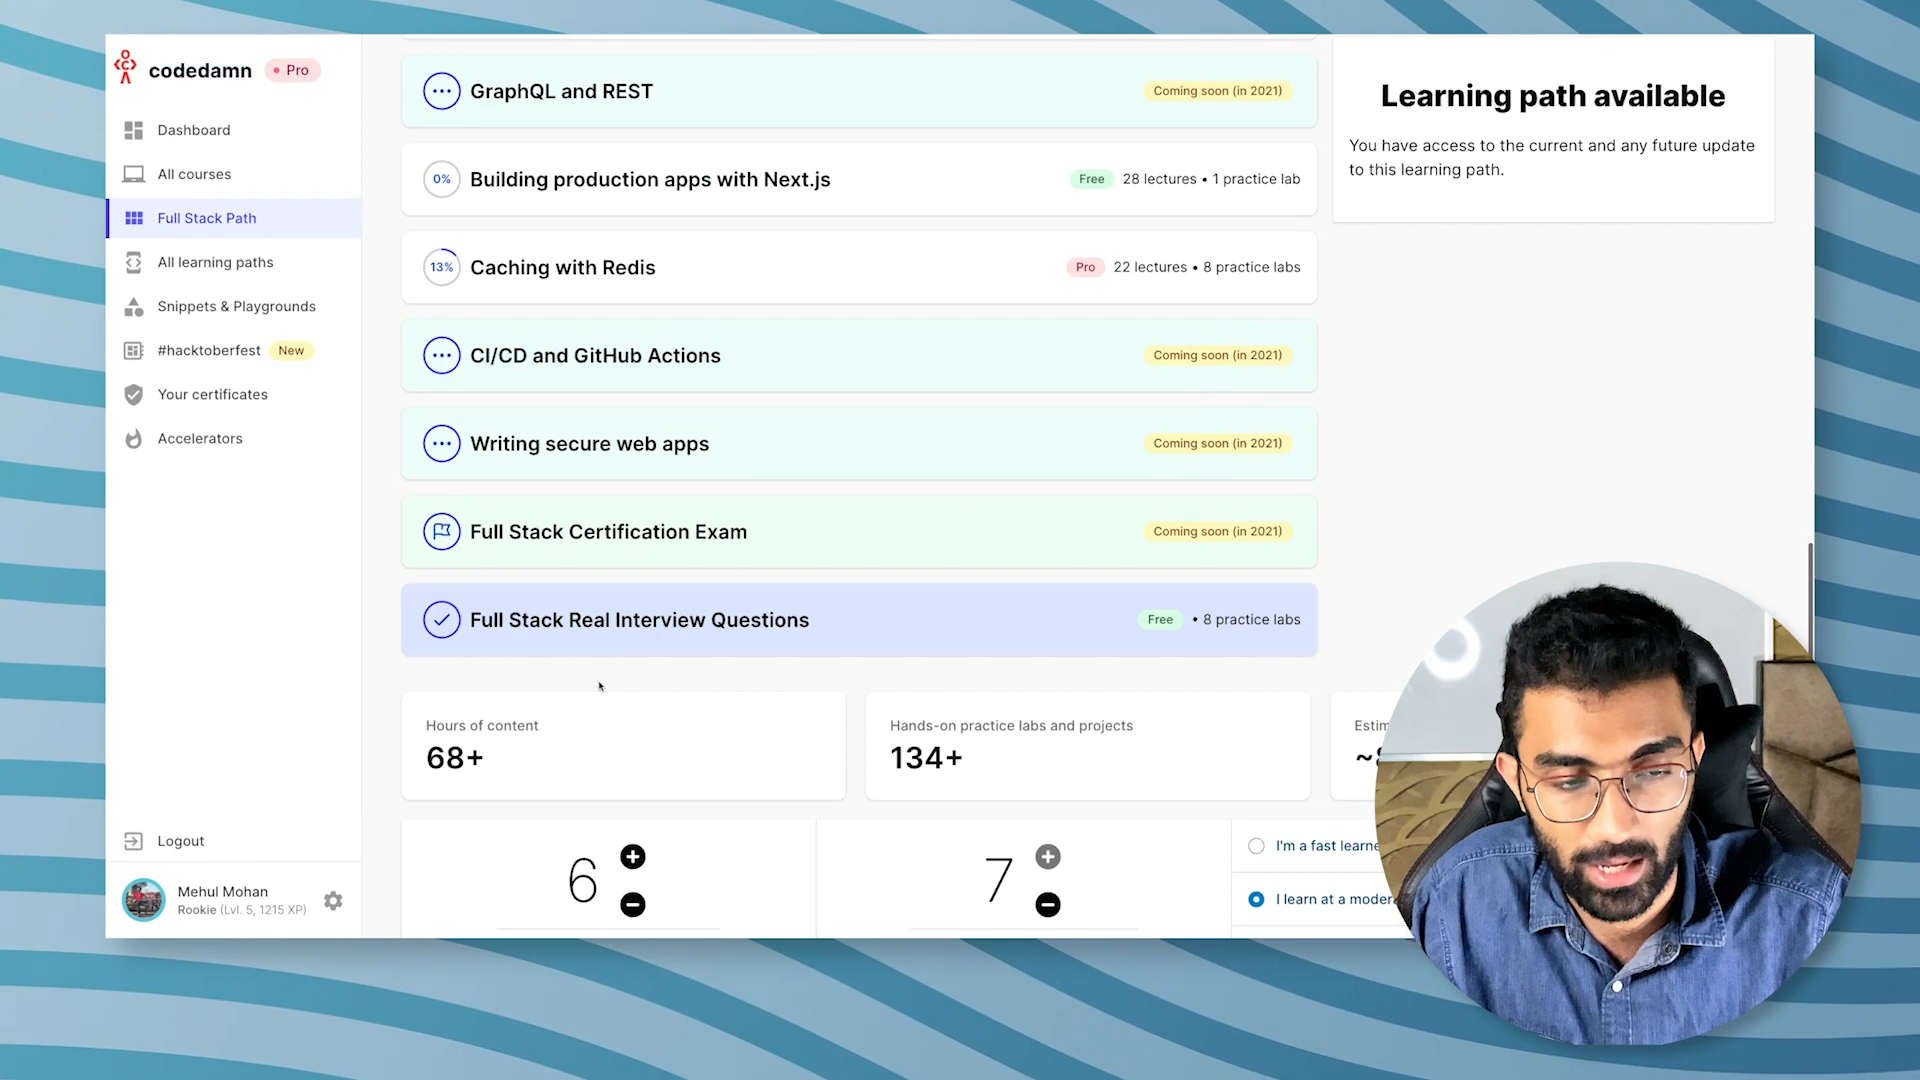 codedamn
Pro
Dashboard
All courses
Full Stack Path
All learning paths
Snippets & Playgrounds
#hacktoberfest New
Your certificates
Accelerators
Logout
Mehul Mohan
Rookie (Lvl. 5, 1215 XP)
GraphQL and REST
Coming soon (in 2021)
0% Building production apps with Next.js
Free 28 lectures • 1 practice lab
13% Caching with Redis
Pro 22 lectures • 8 practice labs
CI/CD and GitHub Actions
Coming soon (in 2021)
Writing secure web apps
Coming soon (in 2021)
Full Stack Certification Exam
Coming soon (in 2021)
Full Stack Real Interview Questions
Free • 8 practice labs
Hours of content
68+
Hands-on practice labs and projects
134+
6
7
I'm a fast learne
I learn at a moder
Learning path available
You have access to the current and any future update
to this learning path.